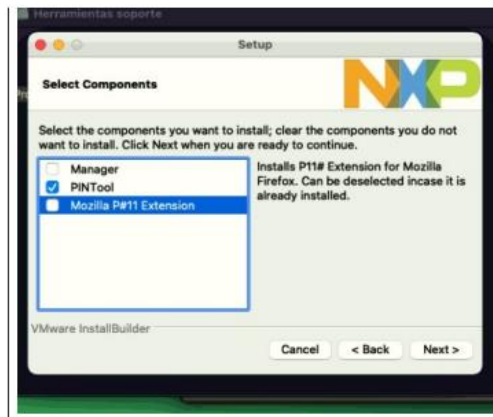 Herramientas soporte
Setup
Select Components
NXP
Select the components you want to install; clear the components you do not
want to install. Click Next when you are ready to continue.
Manager
PINTool
Mozilla P#11 Extension
Installs P11# Extension for Mozilla
Firefox. Can be deselected incase it is
already installed.
VMware InstallBuilder
Cancel
< Back
Next >